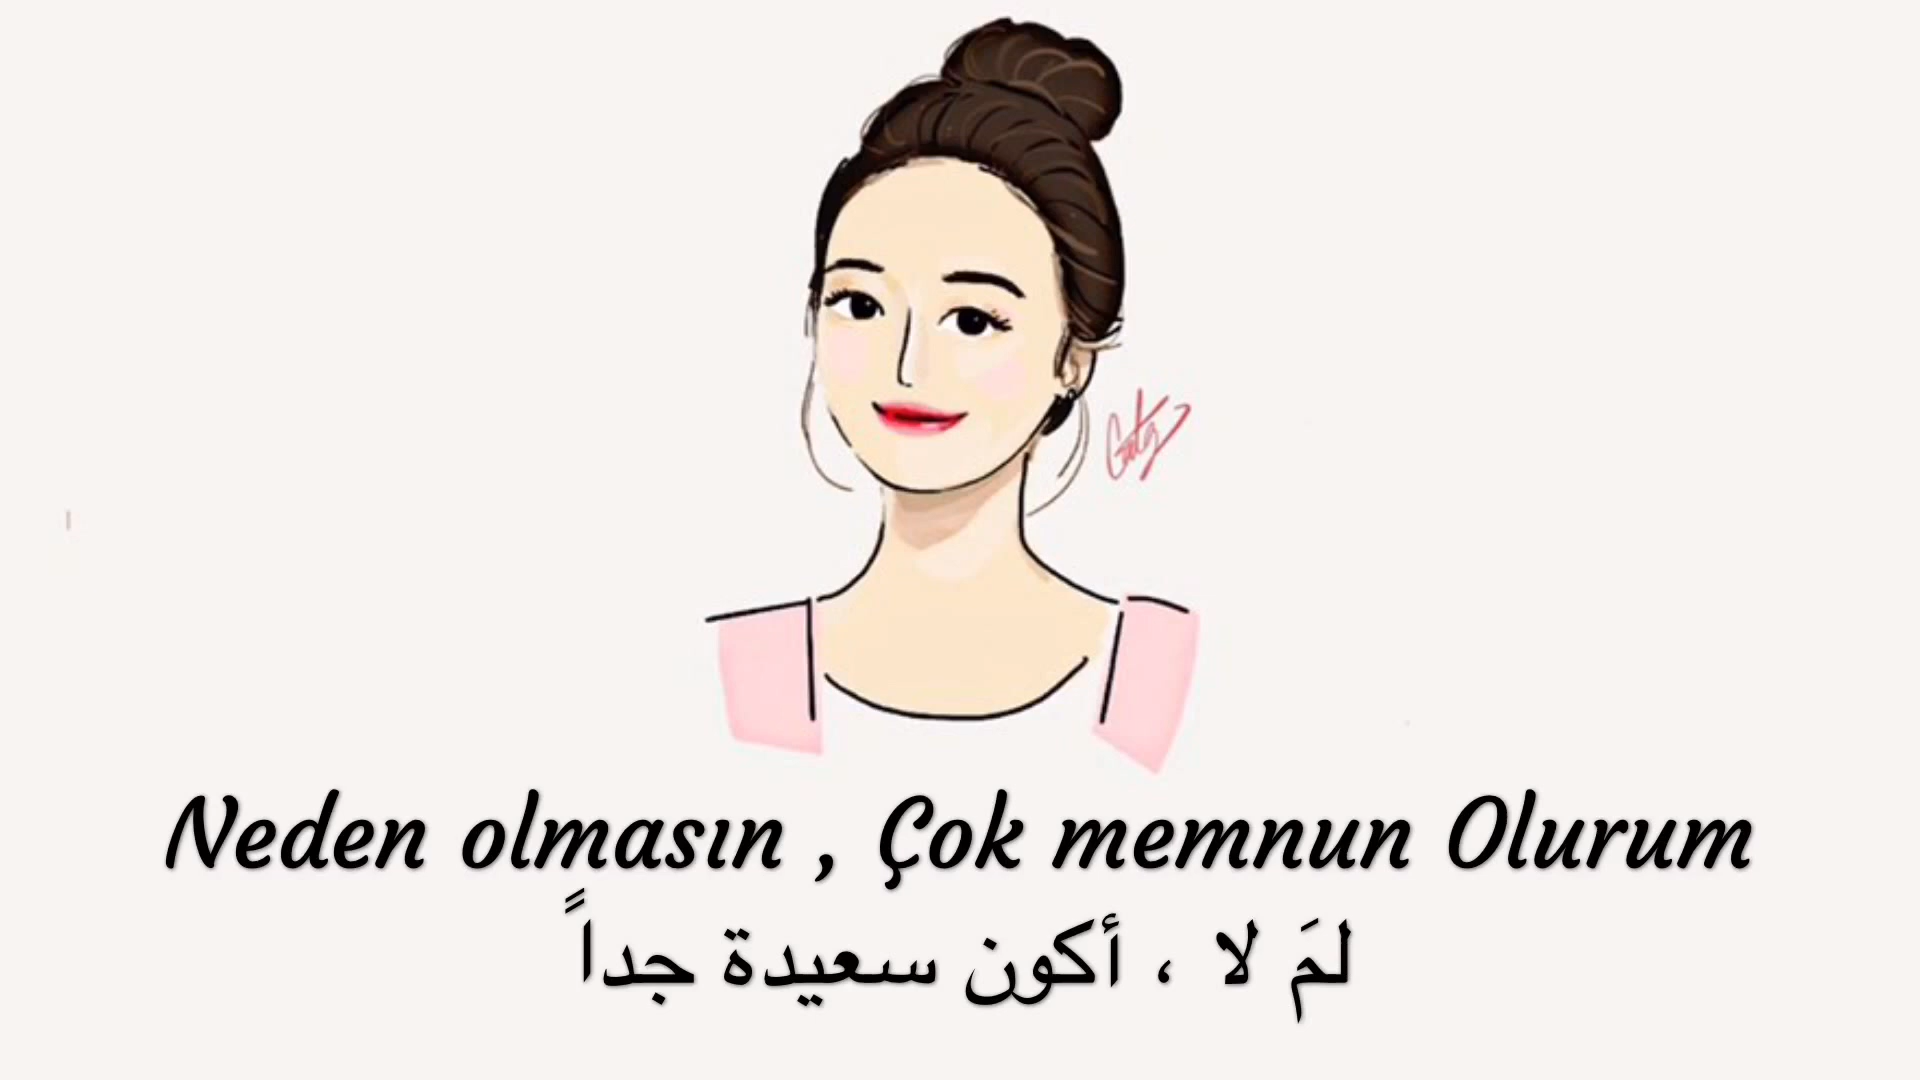 Neden olmasın , Çok memnun Olurum
لمَ لا ، أكون سعيدة جداً